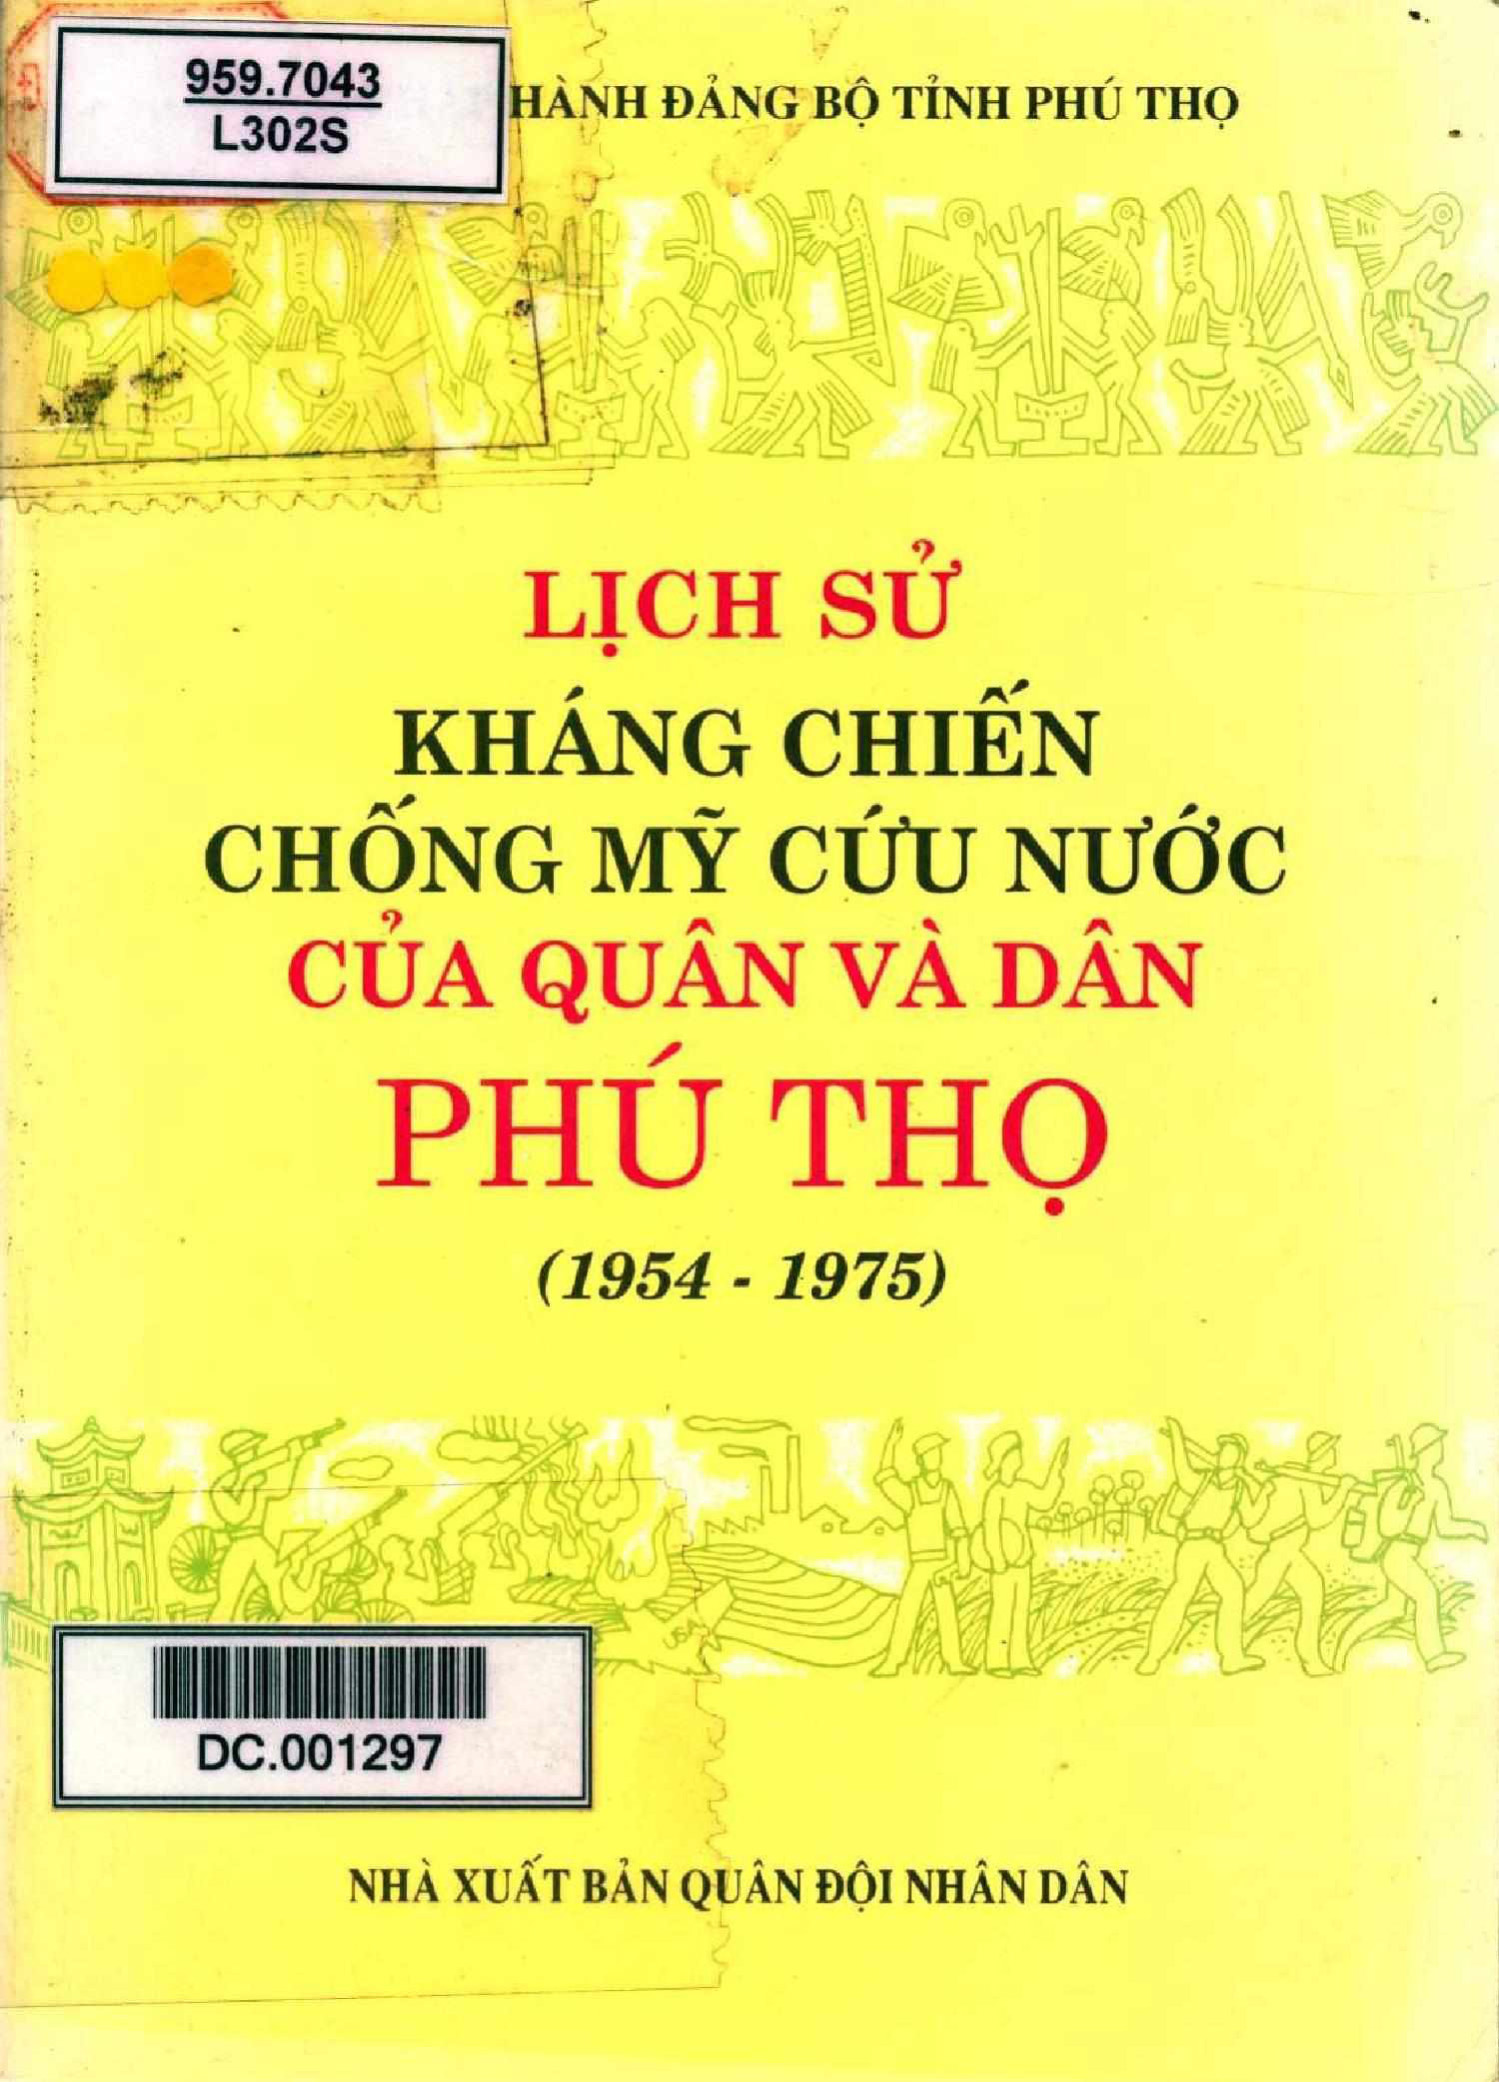 959.7043
L302S
HÀNH ĐẢNG BỘ TỈNH PHÚ THỌ
LỊCH SỬ
KHÁNG CHIẾN
CHỐNG MỸ CỨU NƯỚC
CỦA QUÂN VÀ DÂN
PHÚ THỌ
(1954 - 1975)
USA
DC.001297
NHÀ XUẤT BẢN QUÂN ĐỘI NHÂN DÂN